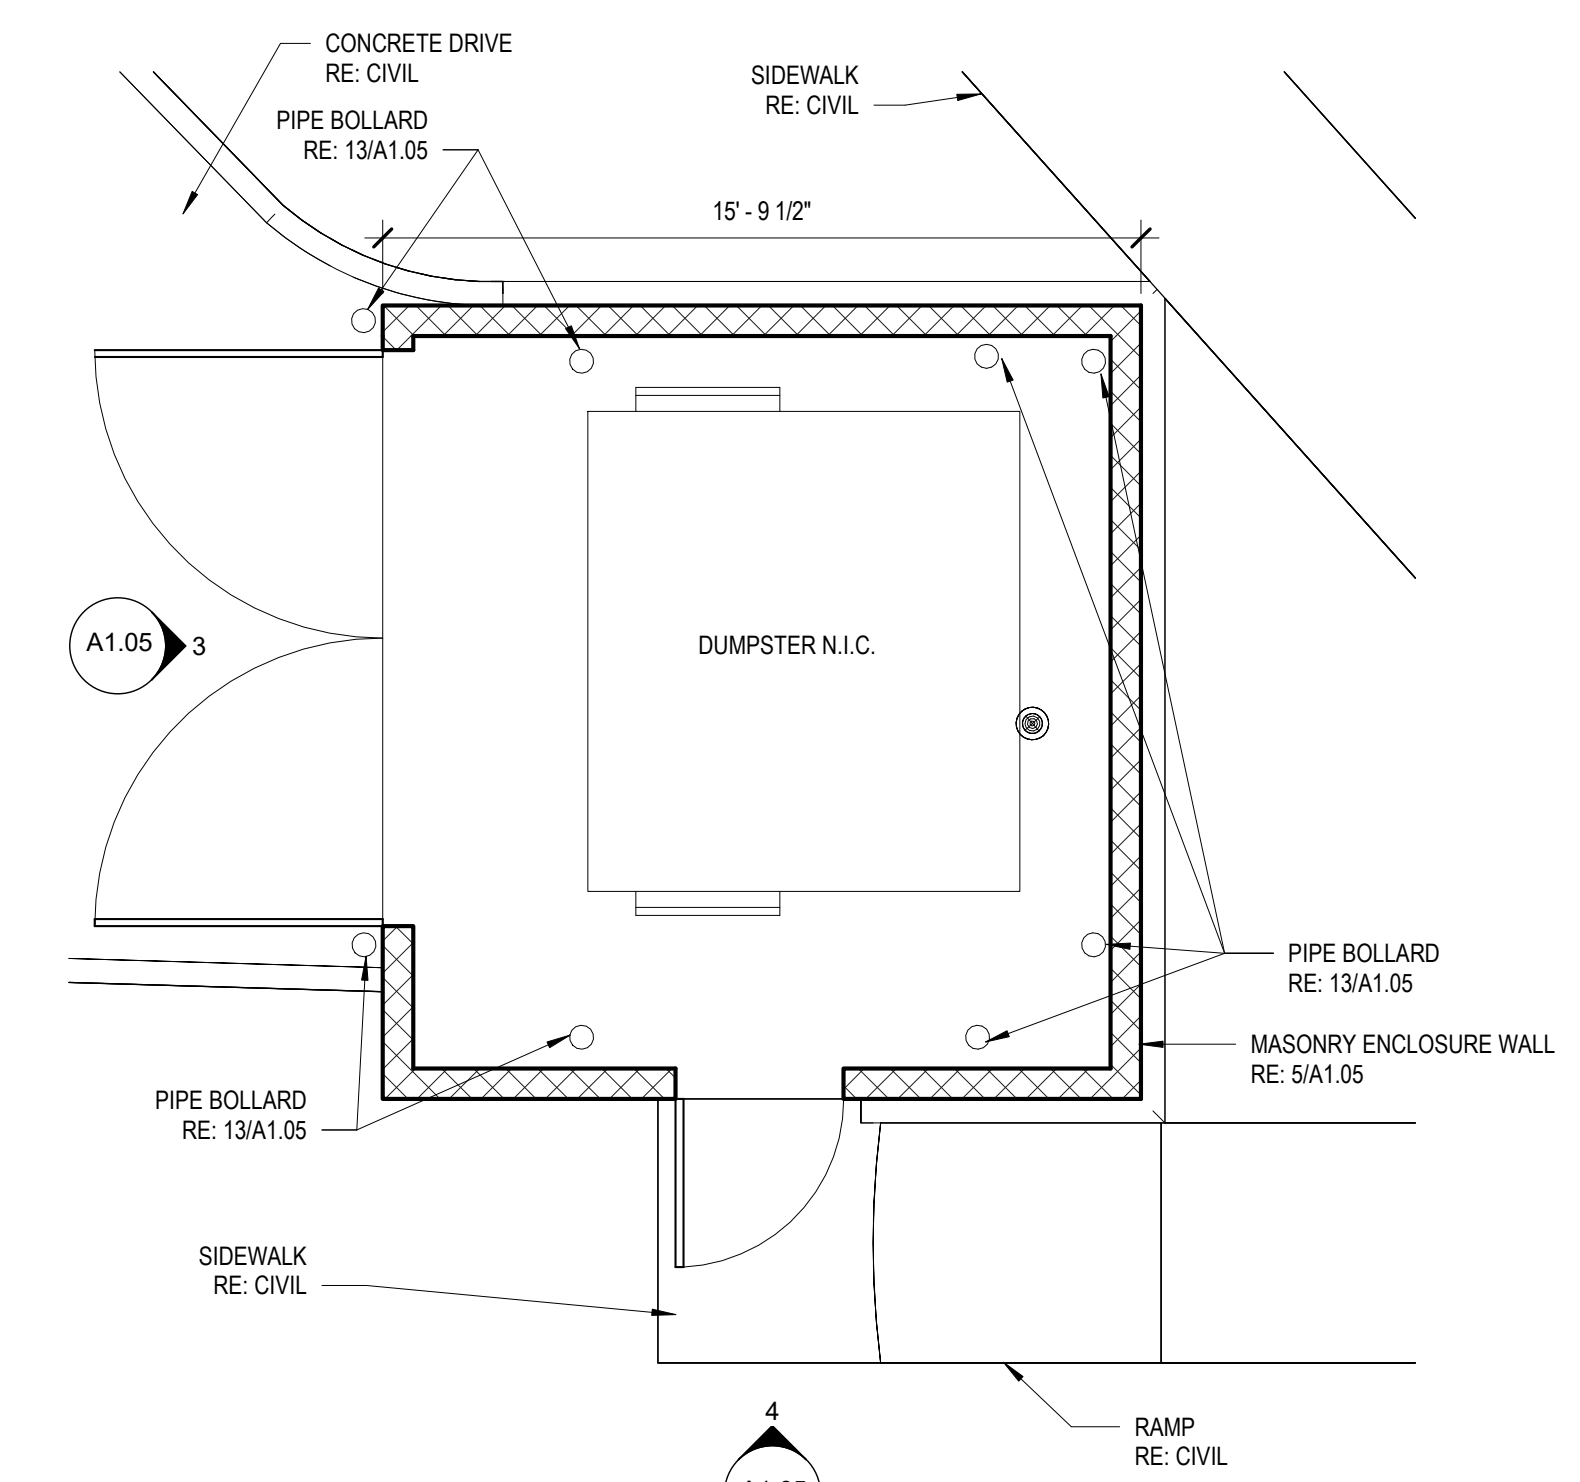 CONCRETE DRIVE
RE: CIVIL
SIDEWALK
RE: CIVIL
PIPE BOLLARD
RE: 13/A1.05
15' - 9 1/2"
A1.05
3
DUMPSTER N.I.C.
PIPE BOLLARD
RE: 13/A1.05
MASONRY ENCLOSURE WALL
RE: 5/A1.05
PIPE BOLLARD
RE: 13/A1.05
SIDEWALK
RE: CIVIL
4
RAMP
RE: CIVIL